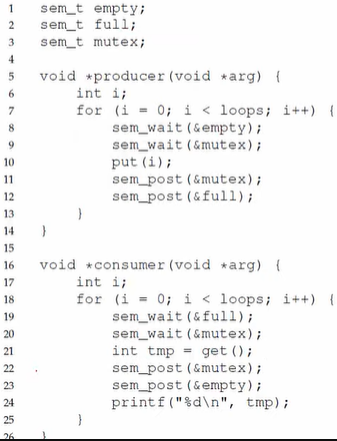 1 sem_t empty;
2 sem_t full;
3 sem_t mutex;
4
5 void *producer(void *arg) {
6 int i;
7 for (i = 0; i < loops; i++) {
8 sem_wait(&empty);
9 sem_wait(&mutex);
10 put(i);
11 sem_post(&mutex);
12 sem_post(&full);
13 }
14 }
15
16 void *consumer(void *arg) {
17 int i;
18 for (i = 0; i < loops; i++) {
19 sem_wait(&full);
20 sem_wait(&mutex);
21 int tmp = get();
22 sem_post(&mutex);
23 sem_post(&empty);
24 printf("%d\n", tmp);
25 }
26 }